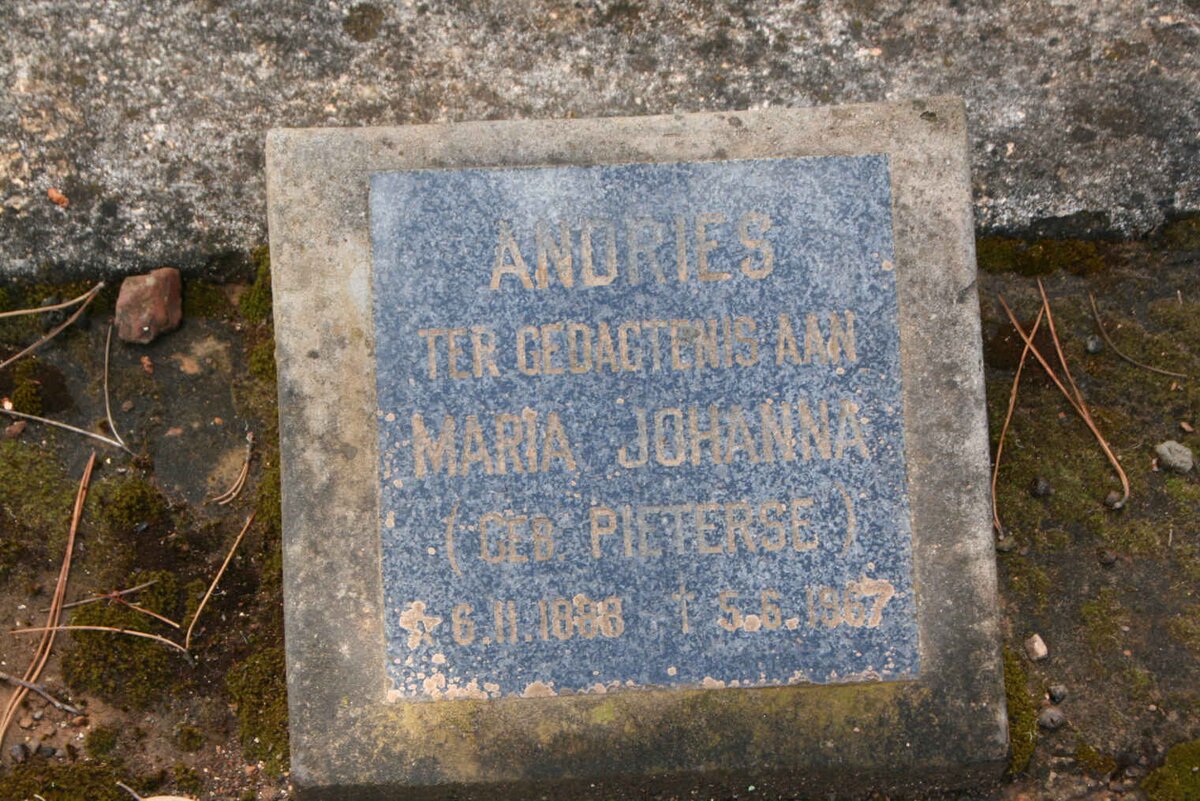 ANDRIES
TER GEDAGTENIS AAN
MARIA JOHANNA
( GEB. PIETERSE )
* 6.11.1888 † 5.6.1967